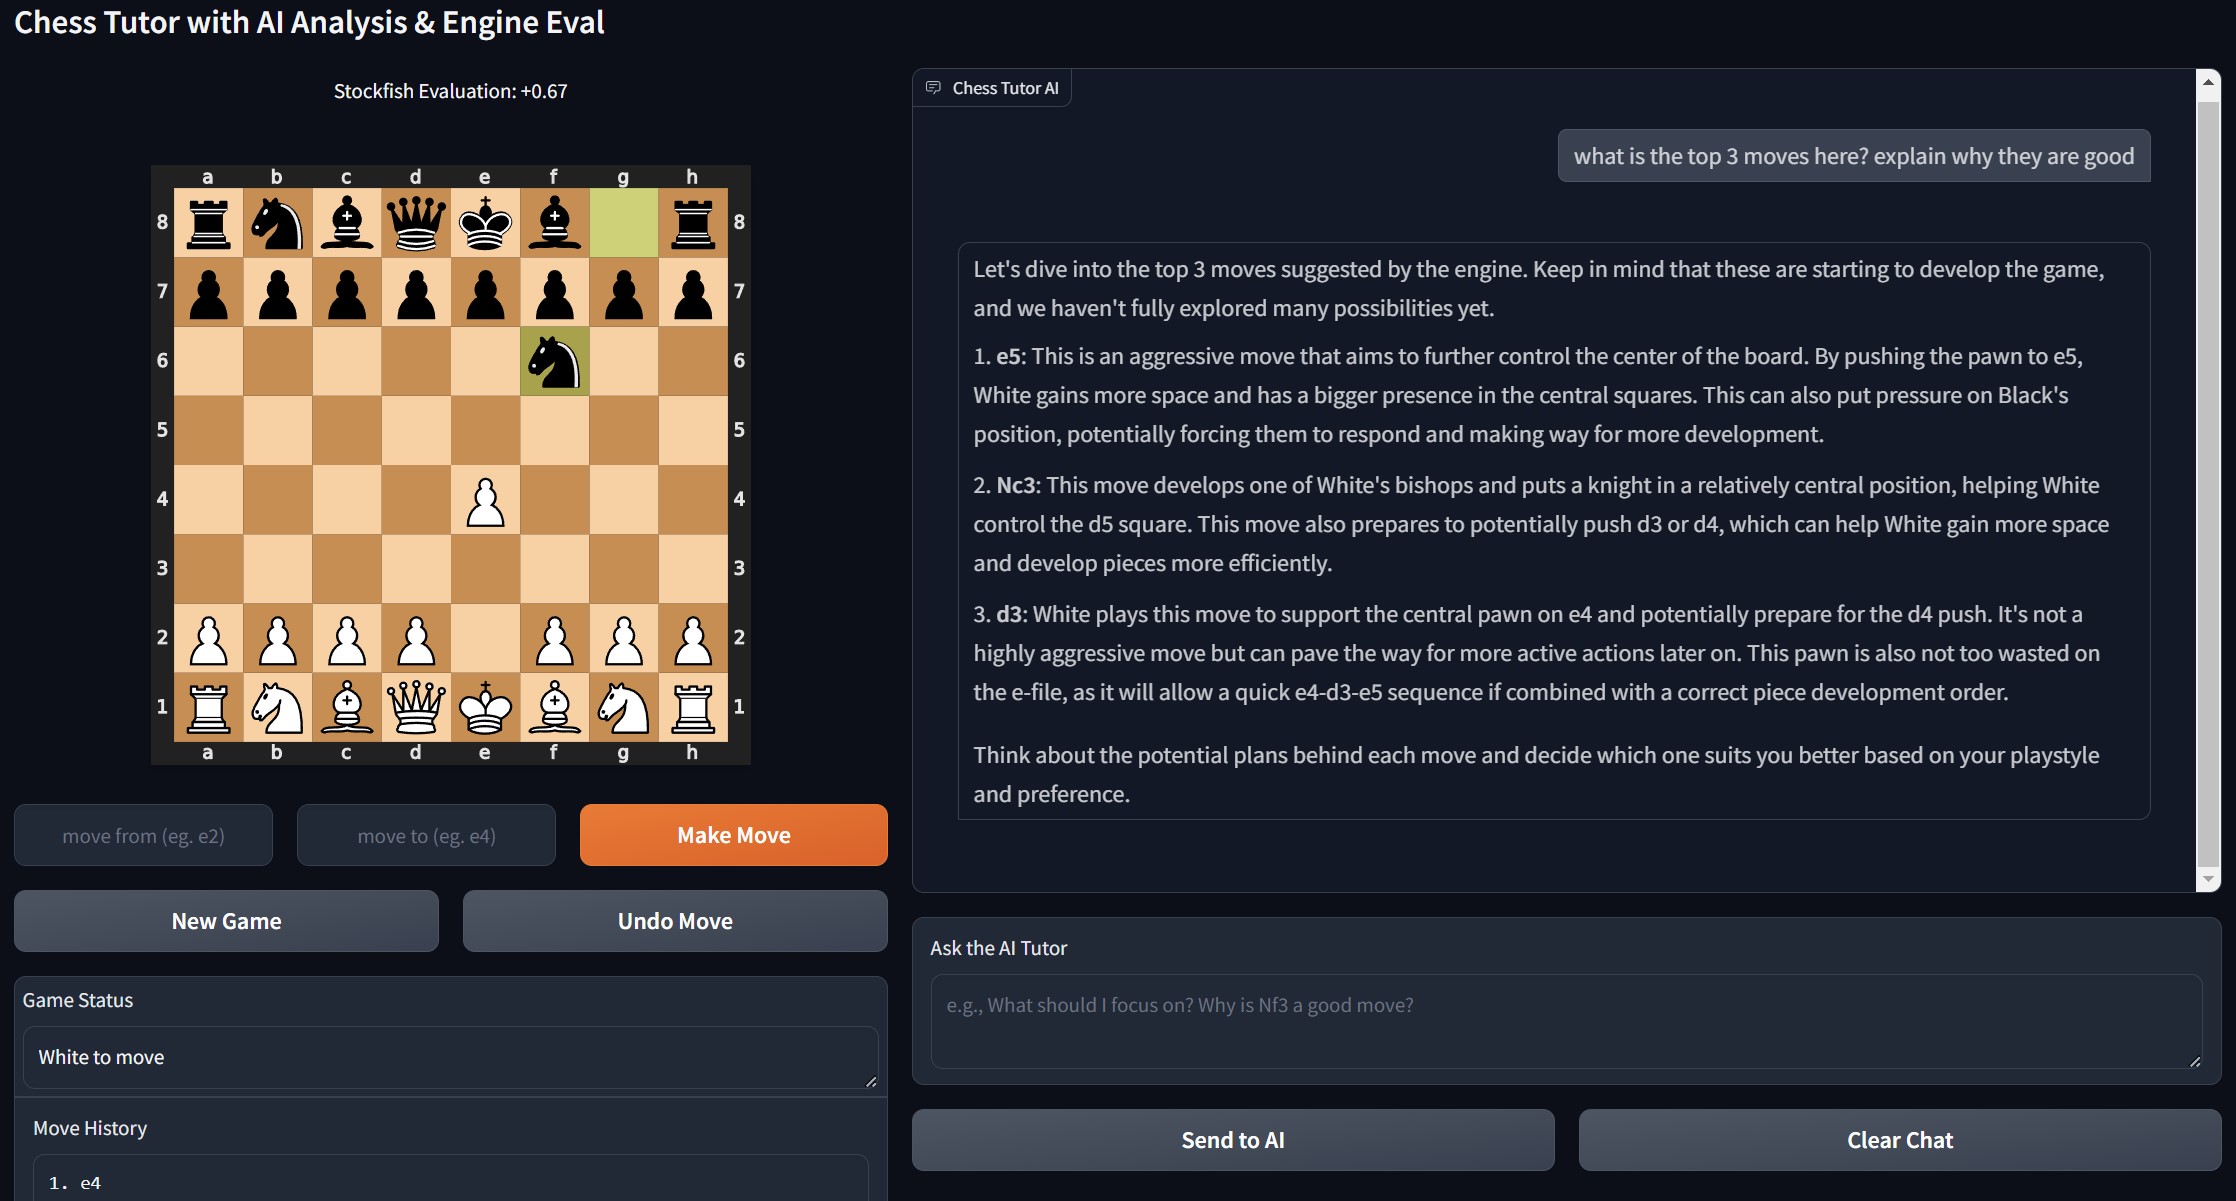 Chess Tutor with AI Analysis & Engine Eval
Stockfish Evaluation: +0.67
a b c d e f g h
8 8
7 7
6 6
5 5
4 4
3 3
2 2
1 1
a b c d e f g h
move from (eg. e2)
move to (eg. e4)
Make Move
New Game
Undo Move
Game Status
White to move
Move History
1. e4
Chess Tutor AI
what is the top 3 moves here? explain why they are good
Let's dive into the top 3 moves suggested by the engine. Keep in mind that these are starting to develop the game,
and we haven't fully explored many possibilities yet.
1. e5: This is an aggressive move that aims to further control the center of the board. By pushing the pawn to e5,
White gains more space and has a bigger presence in the central squares. This can also put pressure on Black's
position, potentially forcing them to respond and making way for more development.
2. Nc3: This move develops one of White's bishops and puts a knight in a relatively central position, helping White
control the d5 square. This move also prepares to potentially push d3 or d4, which can help White gain more space
and develop pieces more efficiently.
3. d3: White plays this move to support the central pawn on e4 and potentially prepare for the d4 push. It's not a
highly aggressive move but can pave the way for more active actions later on. This pawn is also not too wasted on
the e-file, as it will allow a quick e4-d3-e5 sequence if combined with a correct piece development order.
Think about the potential plans behind each move and decide which one suits you better based on your playstyle
and preference.
Ask the AI Tutor
e.g., What should I focus on? Why is Nf3 a good move?
Send to AI
Clear Chat